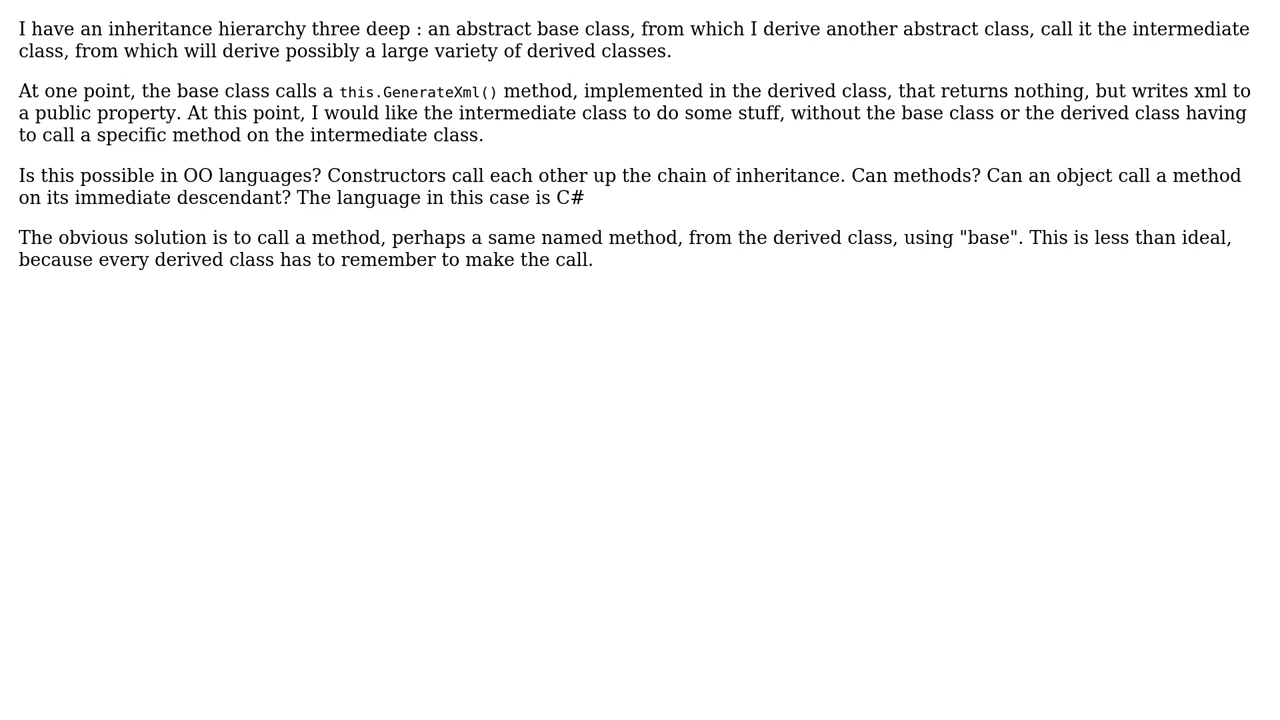 I have an inheritance hierarchy three deep : an abstract base class, from which I derive another abstract class, call it the intermediate
class, from which will derive possibly a large variety of derived classes.
At one point, the base class calls a this.GenerateXml() method, implemented in the derived class, that returns nothing, but writes xml to
a public property. At this point, I would like the intermediate class to do some stuff, without the base class or the derived class having
to call a specific method on the intermediate class.
Is this possible in OO languages? Constructors call each other up the chain of inheritance. Can methods? Can an object call a method
on its immediate descendant? The language in this case is C#
The obvious solution is to call a method, perhaps a same named method, from the derived class, using "base". This is less than ideal,
because every derived class has to remember to make the call.